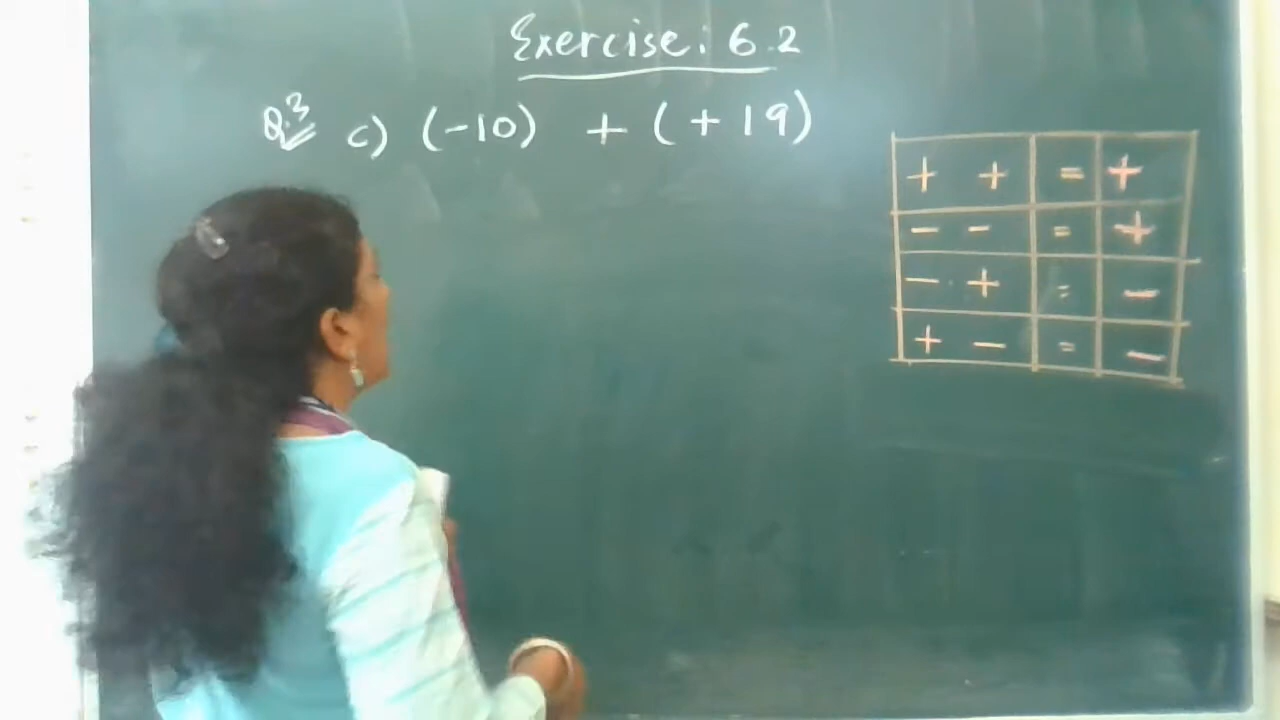 Exercise: 6.2
Q.3 c) (-10) + (+19)
+ + = +
- - = +
- + = -
+ - = -